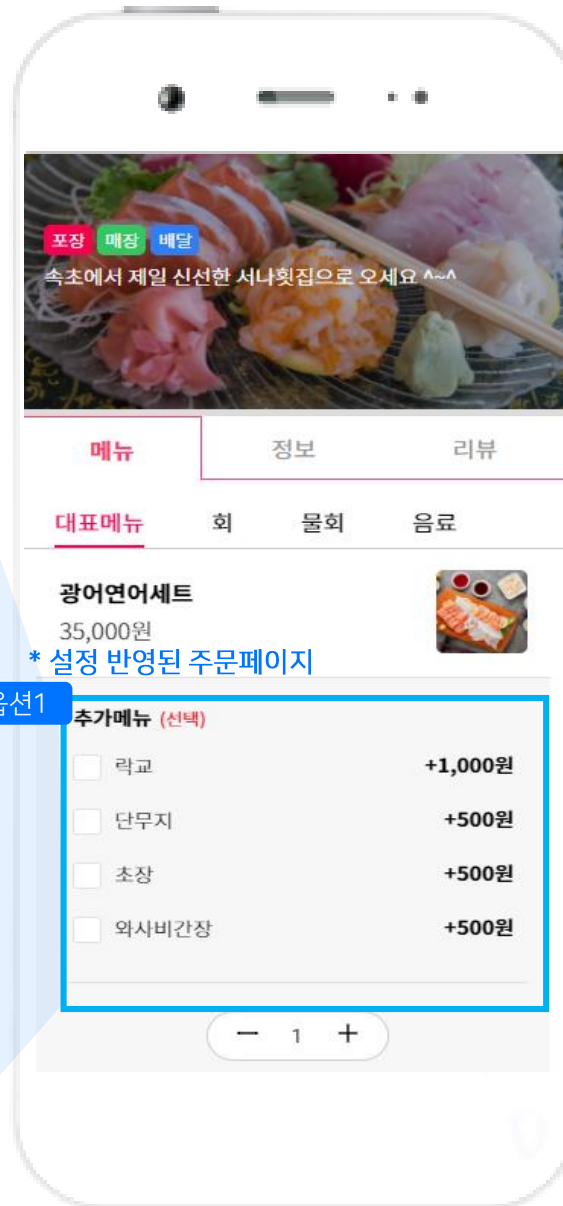 포장 매장 배달
속초에서 제일 신선한 서나횟집으로 오세요 ^~^
메뉴 정보 리뷰
대표메뉴 회 물회 음료
광어연어세트
35,000원
* 설정 반영된 주문페이지
옵션1
추가메뉴 (선택)
락교 +1,000원
단무지 +500원
초장 +500원
와사비간장 +500원
− 1 +